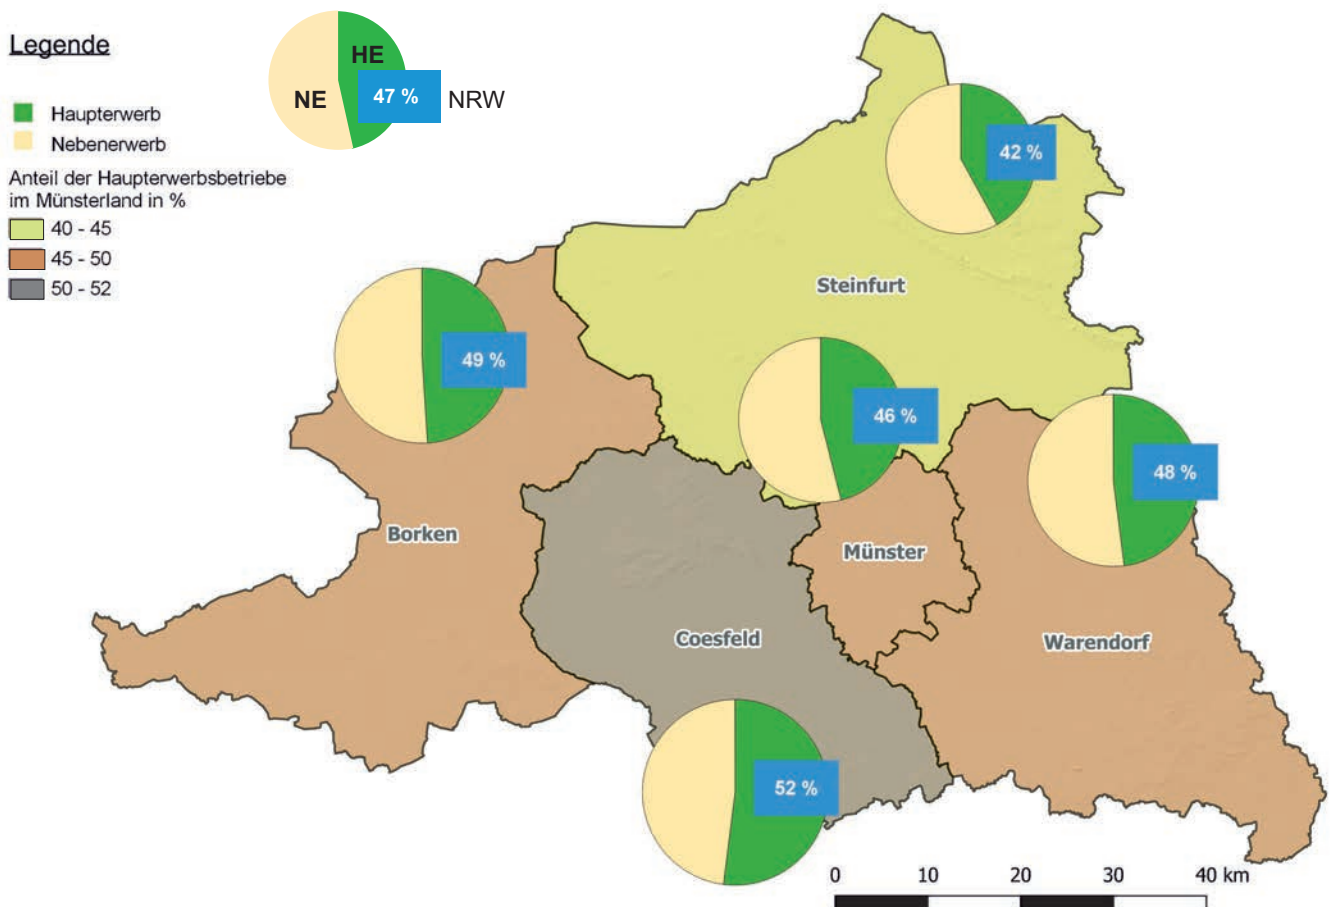 Legende
HE
NE
47 %
NRW
Haupterwerb
Nebenerwerb
Anteil der Haupterwerbsbetriebe
im Münsterland in %
40 - 45
45 - 50
50 - 52
42 %
Steinfurt
49 %
46 %
48 %
Borken
Münster
Coesfeld
Warendorf
52 %
0 10 20 30 40 km